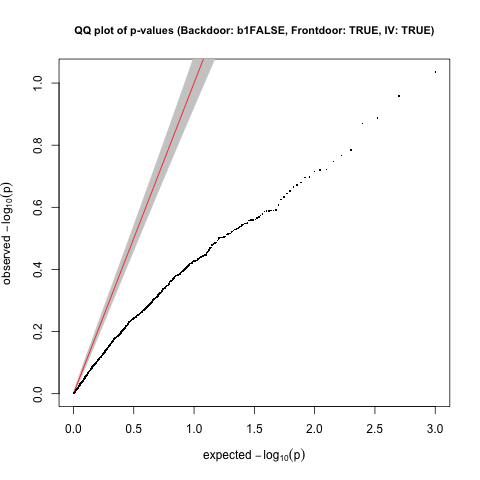 QQ plot of p-values (Backdoor: b1FALSE, Frontdoor: TRUE, IV: TRUE)
observed −log₁₀(p)
1.0
0.8
0.6
0.4
0.2
0.0
0.0 0.5 1.0 1.5 2.0 2.5 3.0
expected −log₁₀(p)